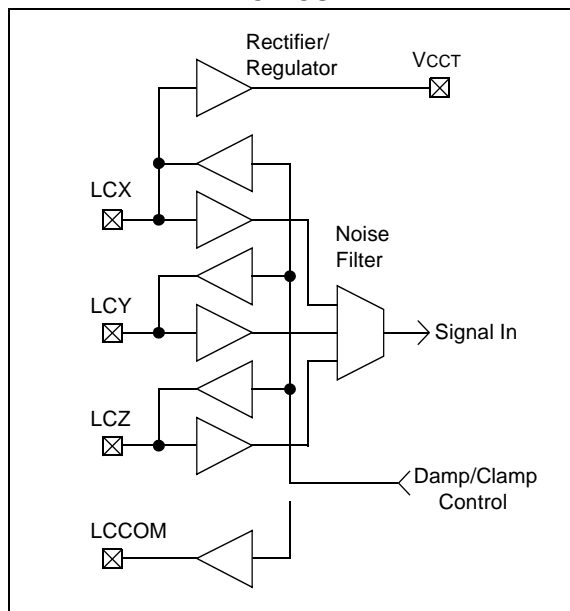 Rectifier/
Regulator
VCCT
LCX
Noise
Filter
LCY
Signal In
LCZ
Damp/Clamp
Control
LCCOM